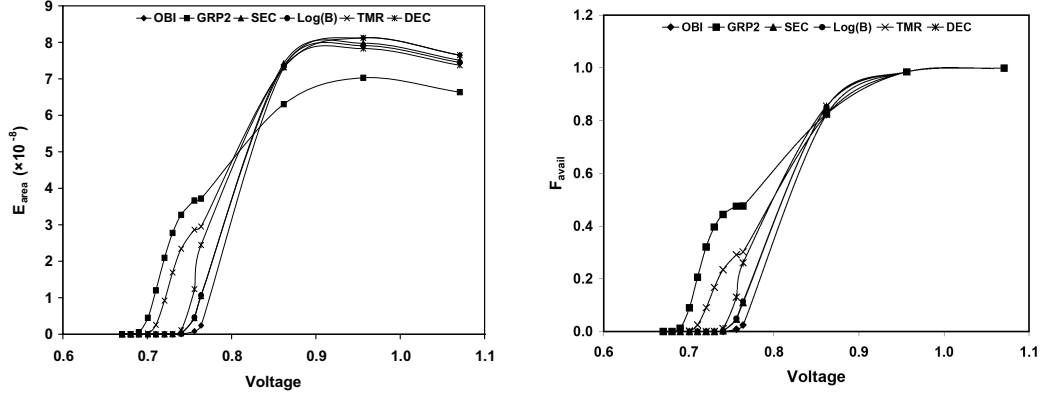 OBI GRP2 SEC Log(B) TMR DEC
9
8
7
6
5
4
3
2
1
0
E area (×10 -8)
0.6 0.7 0.8 0.9 1.0 1.1
Voltage
OBI GRP2 SEC Log(B) TMR DEC
1.2
1.0
0.8
0.6
0.4
0.2
0.0
F avail
0.6 0.7 0.8 0.9 1.0 1.1
Voltage